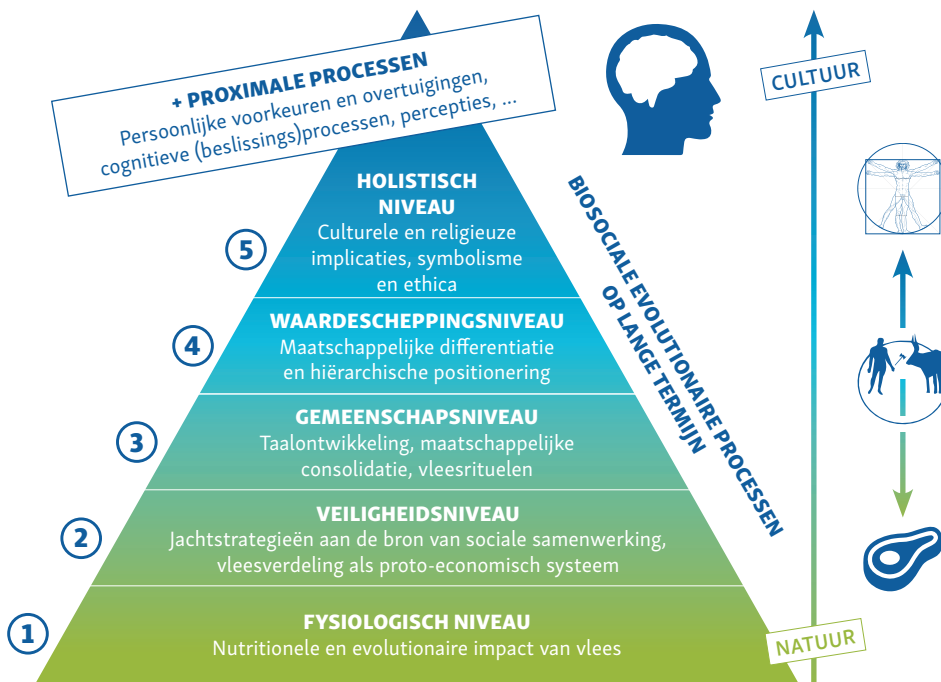 + PROXIMALE PROCESSEN
Persoonlijke voorkeuren en overtuigingen,
cognitieve (beslissings)processen, percepties, ...
CULTUUR
HOLISTISCH
NIVEAU
Culturele en religieuze
implicaties, symbolisme
en ethica
5
WAARDESCHEPPINGSNIVEAU
Maatschappelijke differentiatie
en hiërarchische positionering
4
GEMEENSCHAPSNIVEAU
Taalontwikkeling, maatschappelijke
consolidatie, vleesrituelen
3
VEILIGHEIDSNIVEAU
Jachtstrategieën aan de bron van sociale samenwerking,
vleesverdeling als proto-economisch systeem
2
FYSIOLOGISCH NIVEAU
Nutritionele en evolutionaire impact van vlees
1
BIOSOCIALE EVOLUTIONAIRE PROCESSEN
OP LANGE TERMIJN
NATUUR